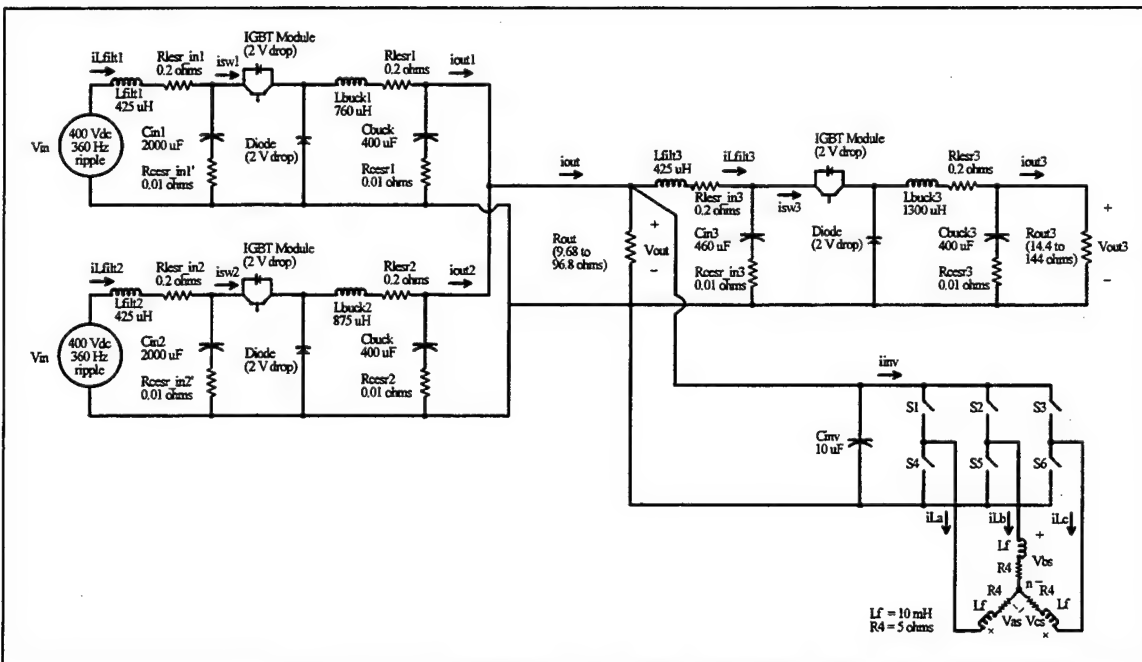 iLfilt1
Rlesr_in1
0.2 ohms
isw1
IGBT Module
(2 V drop)
Rlesr1
0.2 ohms
iout1
Lfilt1
425 uH
Lbuck1
760 uH
Vin
400 Vdc
360 Hz
ripple
Cin1
2000 uF
Rcesr_in1'
0.01 ohms
Diode
(2 V drop)
Cbuck
400 uF
Rcesr1
0.01 ohms
iLfilt2
Rlesr_in2
0.2 ohms
isw2
IGBT Module
(2 V drop)
Rlesr2
0.2 ohms
iout2
Lfilt2
425 uH
Lbuck2
875 uH
Vin
400 Vdc
360 Hz
ripple
Cin2
2000 uF
Rcesr_in2'
0.01 ohms
Diode
(2 V drop)
Cbuck
400 uF
Rcesr2
0.01 ohms
iout
Lfilt3
425 uH
iLfilt3
Rlesr_in3
0.2 ohms
isw3
IGBT Module
(2 V drop)
Rlesr3
0.2 ohms
iout3
Lbuck3
1300 uH
Rout
(9.68 to
96.8 ohms)
+
Vout
-
Cin3
460 uF
Rcesr_in3
0.01 ohms
Diode
(2 V drop)
Cbuck3
400 uF
Rcesr3
0.01 ohms
Rout3
(14.4 to
144 ohms)
+
Vout3
-
iinv
Cinv
10 uF
S1
S2
S3
S4
S5
S6
iLa
iLb
iLc
+
Lf
Vbs
R4
n -
R4
R4
Lf
Lf
Vas
Vcs
x
x
Lf = 10 mH
R4 = 5 ohms